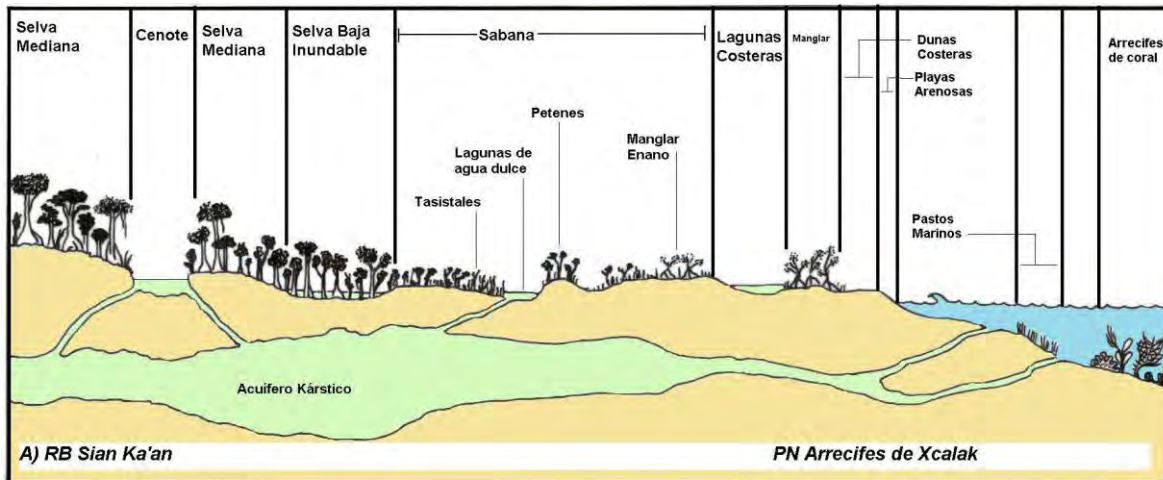 Selva
Mediana
Cenote
Selva
Mediana
Selva Baja
Inundable
Sabana
Lagunas
Costeras
Manglar
Dunas
Costeras
Playas
Arenosas
Arrecifes
de coral
Petenes
Lagunas de
agua dulce
Manglar
Enano
Tasistales
Pastos
Marinos
Acuífero Kárstico
A) RB Sian Ka'an
PN Arrecifes de Xcalak